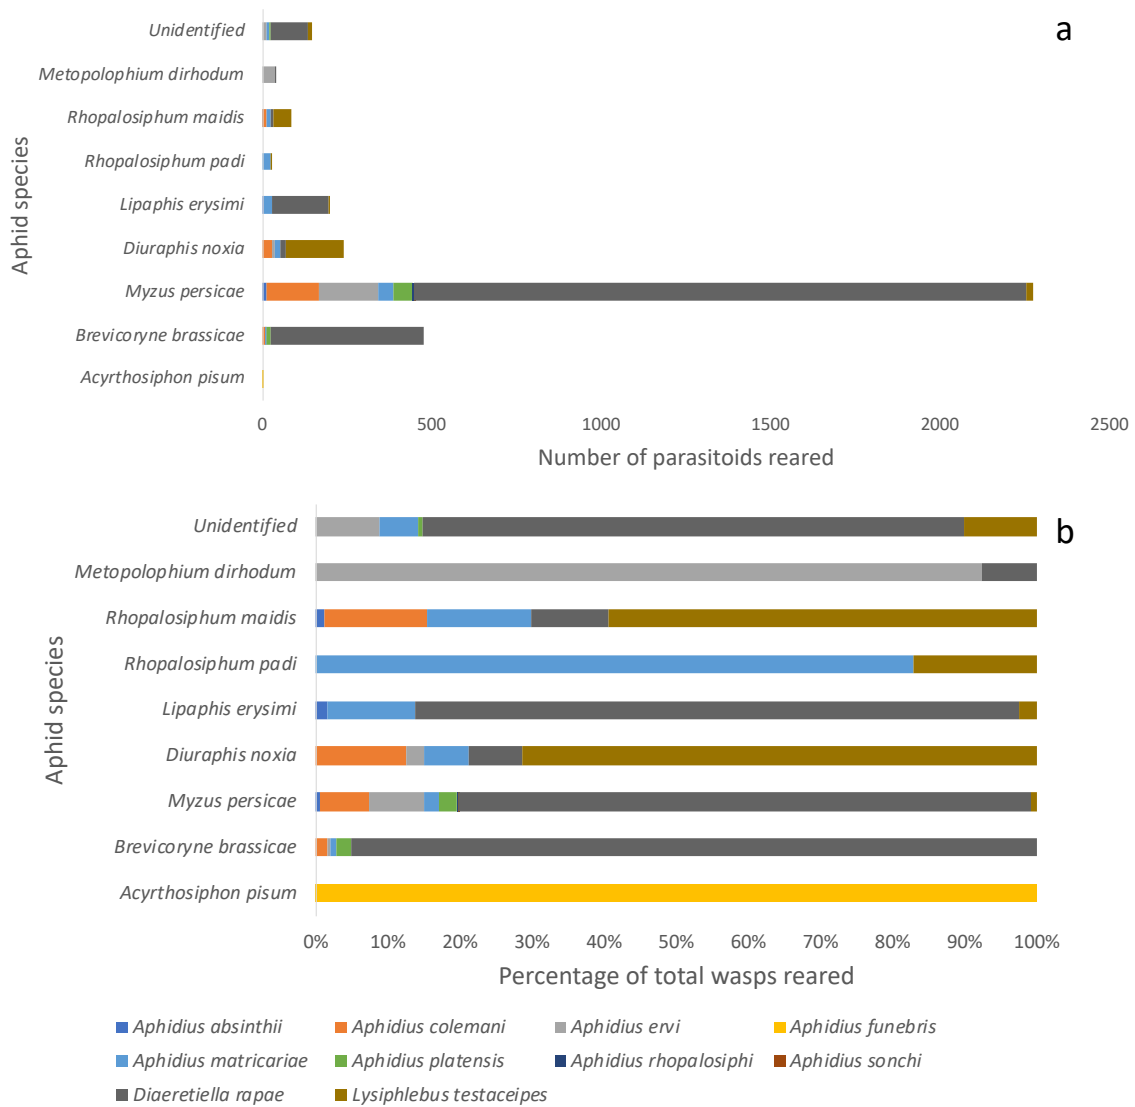 a
Unidentified
Metopolophium dirhodum
Rhopalosiphum maidis
Rhopalosiphum padi
Lipaphis erysimi
Diuraphis noxia
Myzus persicae
Brevicoryne brassicae
Acyrthosiphon pisum
Aphid species
0 500 1000 1500 2000 2500
Number of parasitoids reared
b
Unidentified
Metopolophium dirhodum
Rhopalosiphum maidis
Rhopalosiphum padi
Lipaphis erysimi
Diuraphis noxia
Myzus persicae
Brevicoryne brassicae
Acyrthosiphon pisum
Aphid species
0% 10% 20% 30% 40% 50% 60% 70% 80% 90% 100%
Percentage of total wasps reared
Aphidius absinthii Aphidius colemani Aphidius ervi Aphidius funebris
Aphidius matricariae Aphidius platensis Aphidius rhopalosiphi Aphidius sonchi
Diaeretiella rapae Lysiphlebus testaceipes